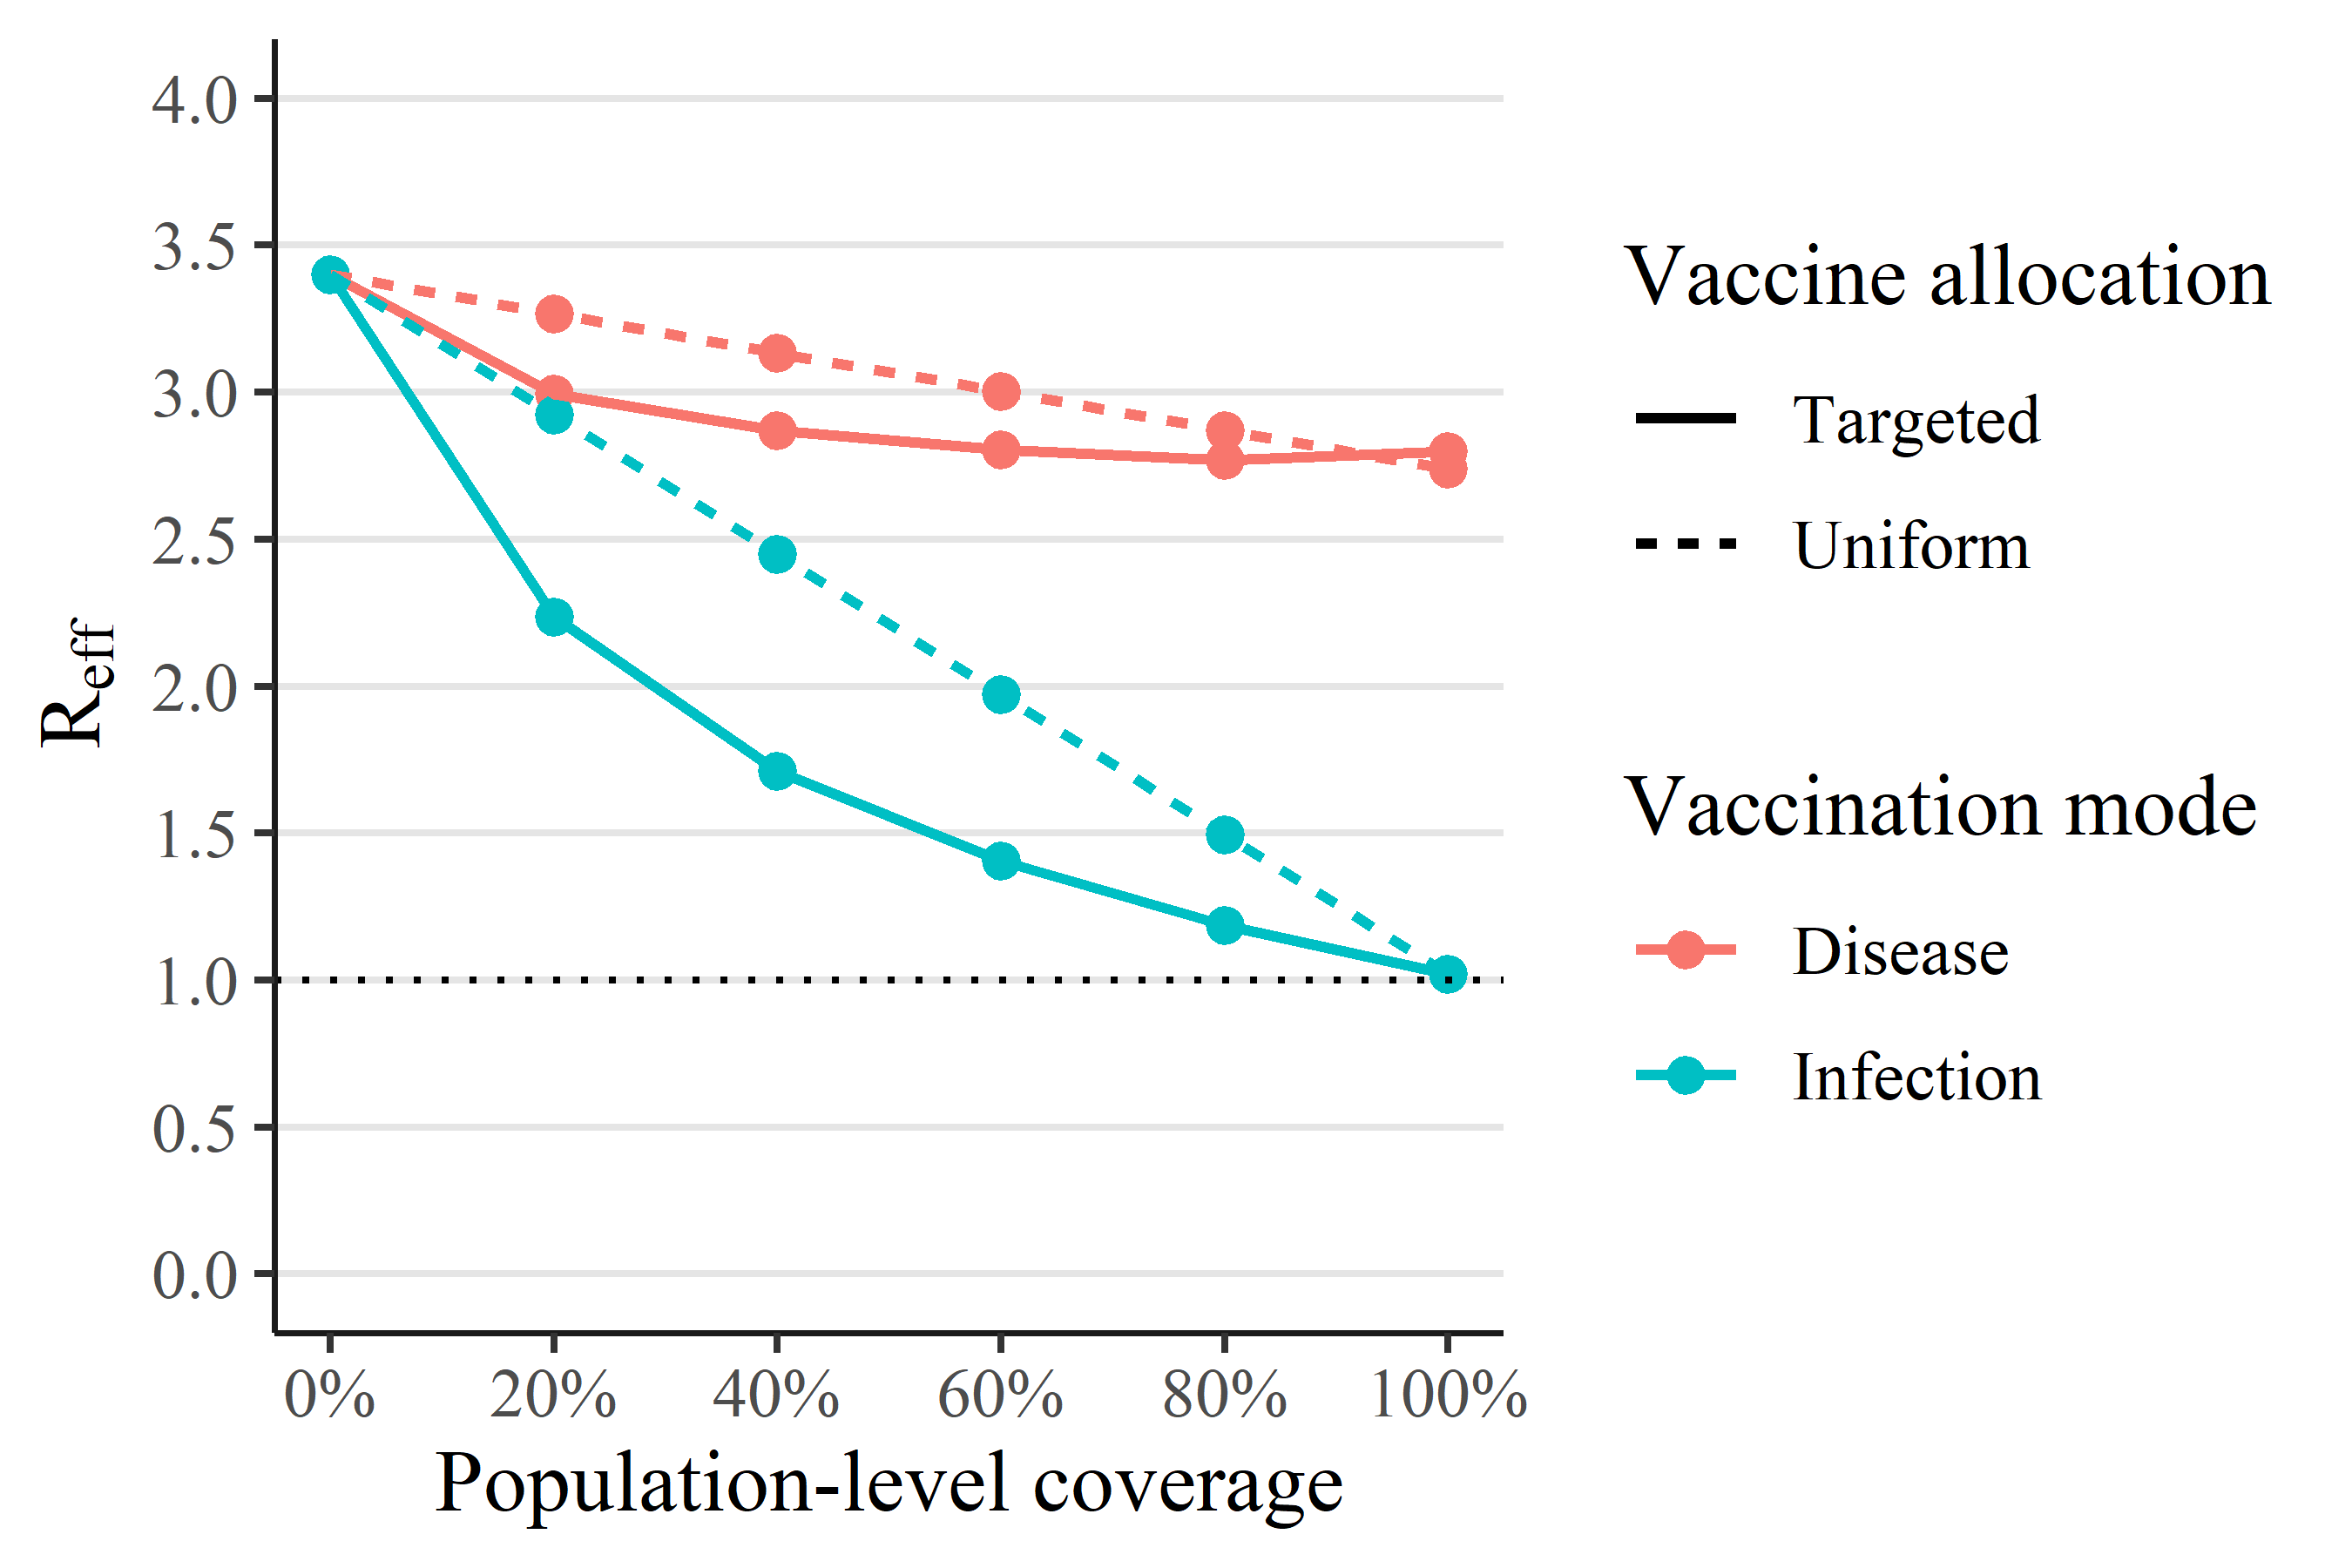 4.0
3.5
3.0
2.5
2.0
1.5
1.0
0.5
0.0
R_eff
0% 20% 40% 60% 80% 100%
Population-level coverage
Vaccine allocation
Targeted
Uniform
Vaccination mode
Disease
Infection